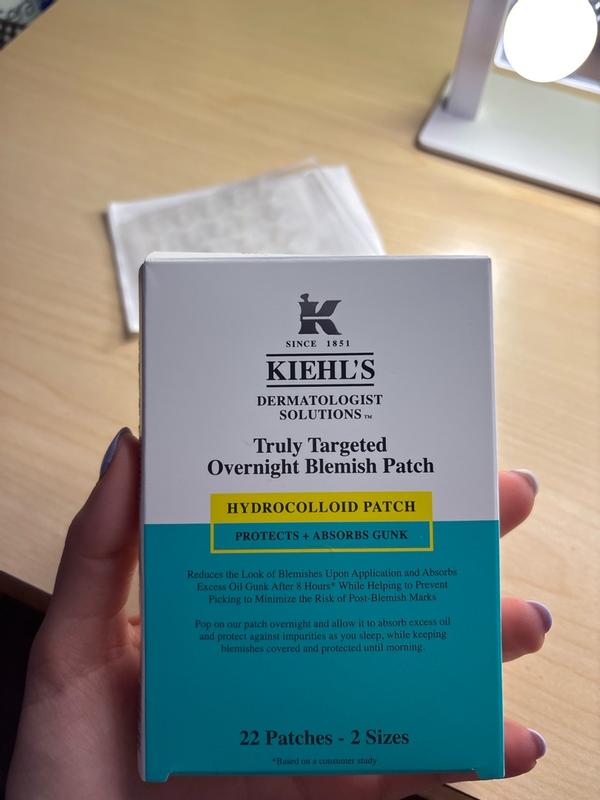 K
SINCE 1851
KIEHL'S
DERMATOLOGIST
SOLUTIONS™
Truly Targeted
Overnight Blemish Patch
HYDROCOLLOID PATCH
PROTECTS + ABSORBS GUNK
Reduces the Look of Blemishes Upon Application and Absorbs
Excess Oil Gunk After 8 Hours* While Helping to Prevent
Picking to Minimize the Risk of Post-Blemish Marks
Pop on our patch overnight and allow it to absorb excess oil
and protect against impurities as you sleep, while keeping
blemishes covered and protected until morning.
22 Patches - 2 Sizes
*Based on a consumer study